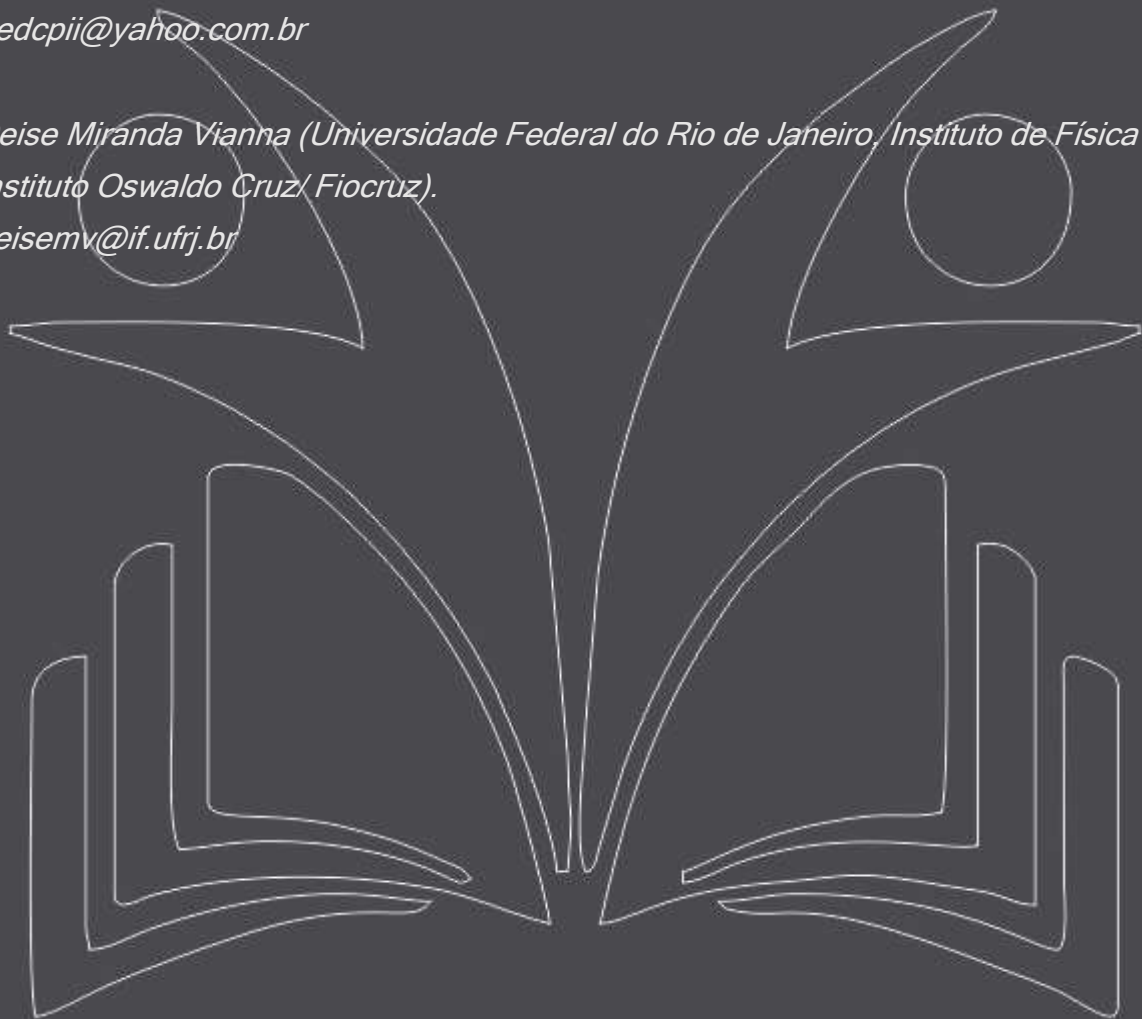 edcpii@yahoo.com.br
eise Miranda Vianna (Universidade Federal do Rio de Janeiro, Instituto de Física
nstituto Oswaldo Cruz/ Fiocruz).
eisemv@if.ufrj.br